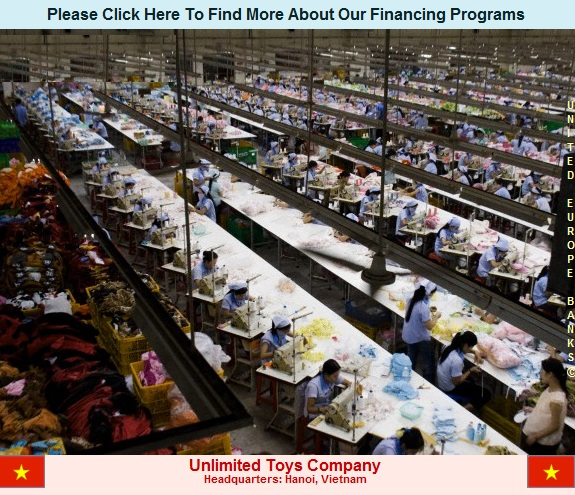 Please Click Here To Find More About Our Financing Programs
UNITED EUROPE BANKS©
Unlimited Toys Company
Headquarters: Hanoi, Vietnam